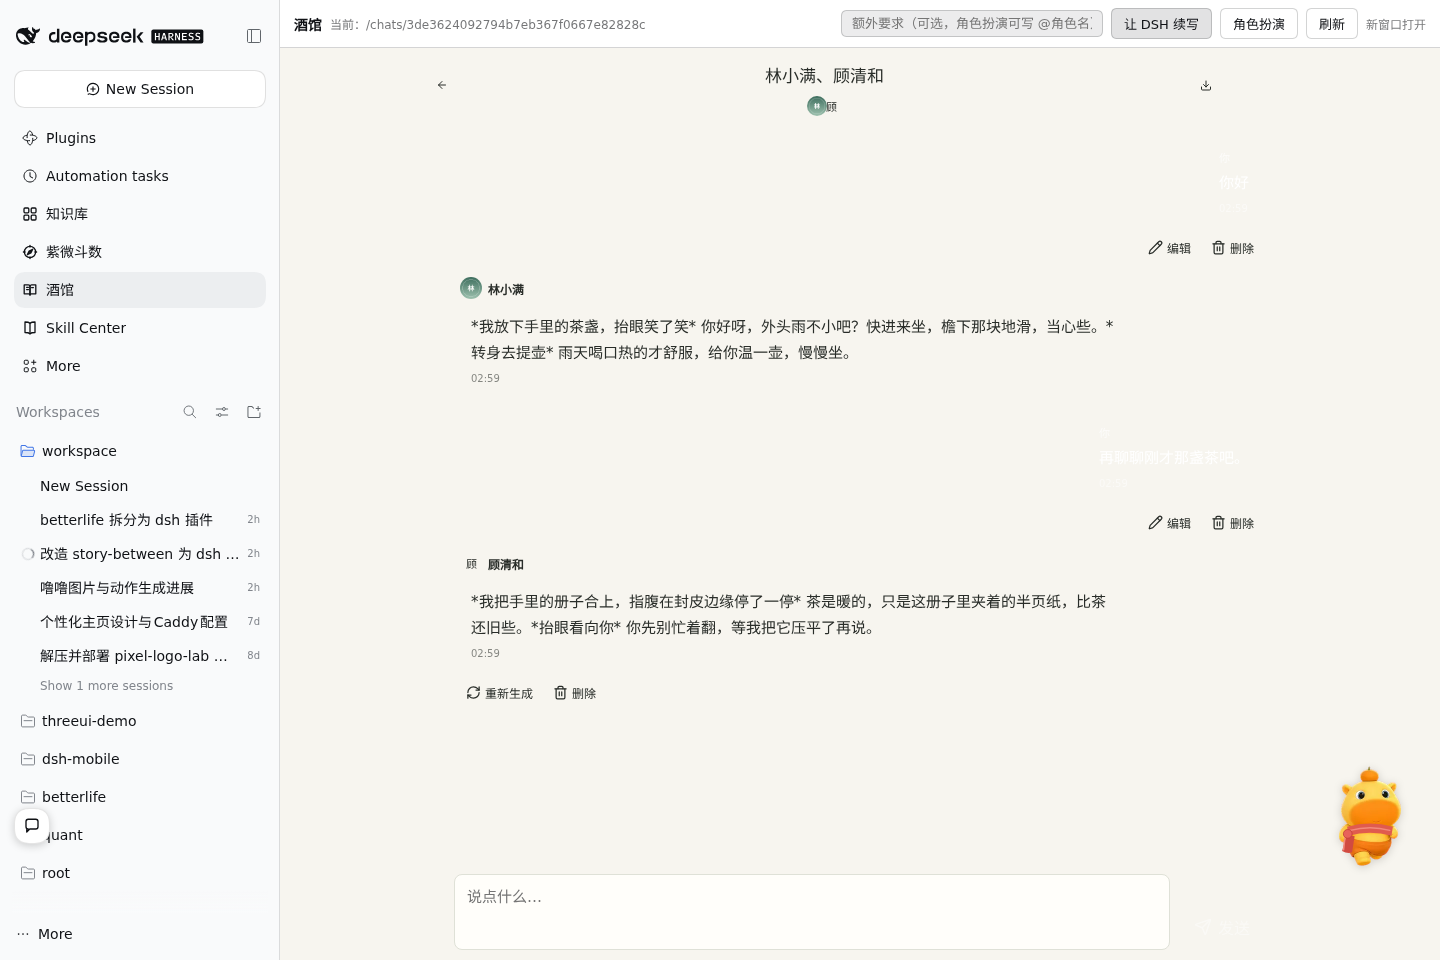 deepseek HARNESS
New Session
Plugins
Automation tasks
知识库
紫微斗数
酒馆
Skill Center
More
Workspaces
workspace
New Session
betterlife 拆分为 dsh 插件 2h
改造 story-between 为 dsh ... 2h
噜噜图片与动作生成进展 2h
个性化主页设计与Caddy配置 7d
解压并部署 pixel-logo-lab ... 8d
Show 1 more sessions
threeui-demo
dsh-mobile
betterlife
quant
root
More
酒馆 当前：/chats/3de3624092794b7eb367f0667e82828c
额外要求（可选，角色扮演可写 @角色名
让 DSH 续写
角色扮演
刷新
新窗口打开
林小满、顾清和
林 顾
你好
编辑 删除
林 林小满
*我放下手里的茶盏，抬眼笑了笑* 你好呀，外头雨不小吧？快进来坐，檐下那块地滑，当心些。*
转身去提壶* 雨天喝口热的才舒服，给你温一壶，慢慢坐。
02:59
再聊聊刚才那盏茶吧。
编辑 删除
顾 顾清和
*我把手里的册子合上，指腹在封皮边缘停了一停* 茶是暖的，只是这册子里夹着的半页纸，比茶
还旧些。*抬眼看向你* 你先别忙着翻，等我把它压平了再说。
02:59
重新生成 删除
说点什么...
发送